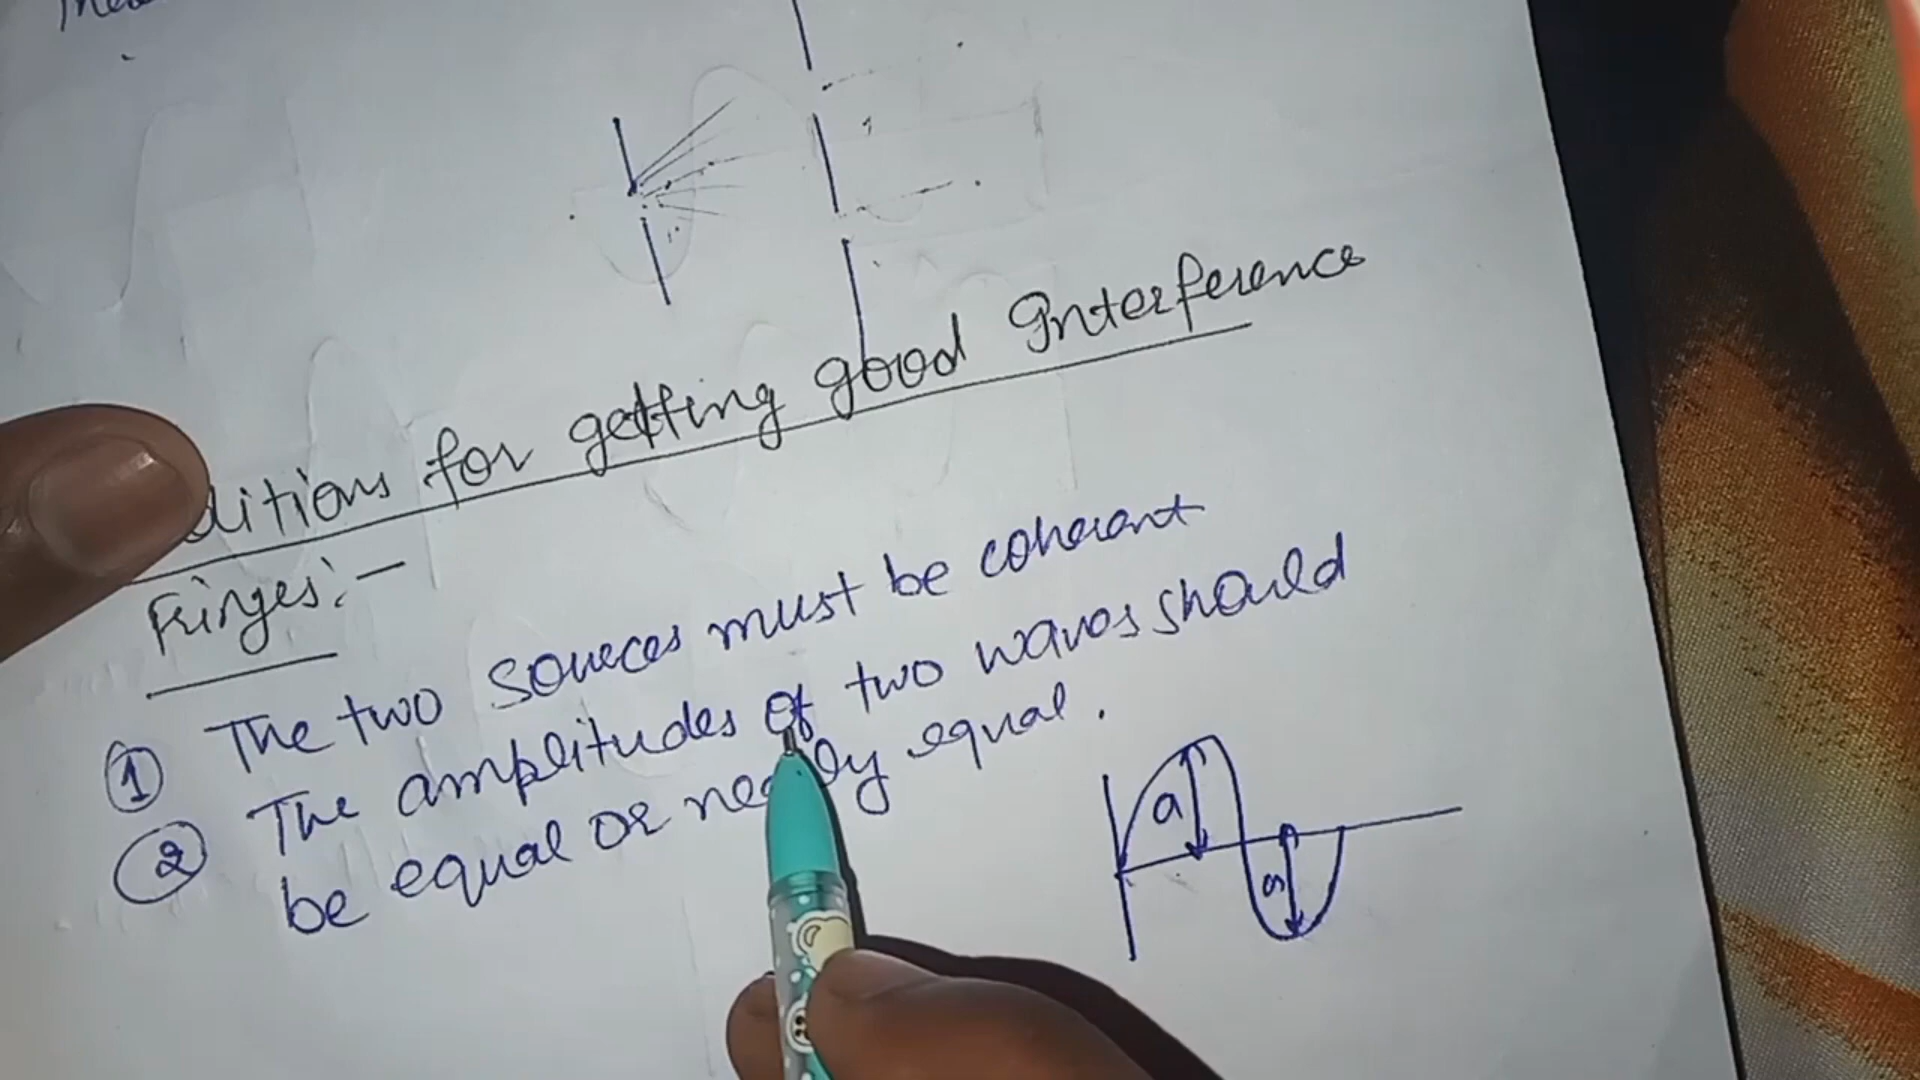 ditions for getting good Interference
Fringes:-
① The two sources must be coherent
② The amplitudes of two waves should
be equal or nearly equal.
a
a